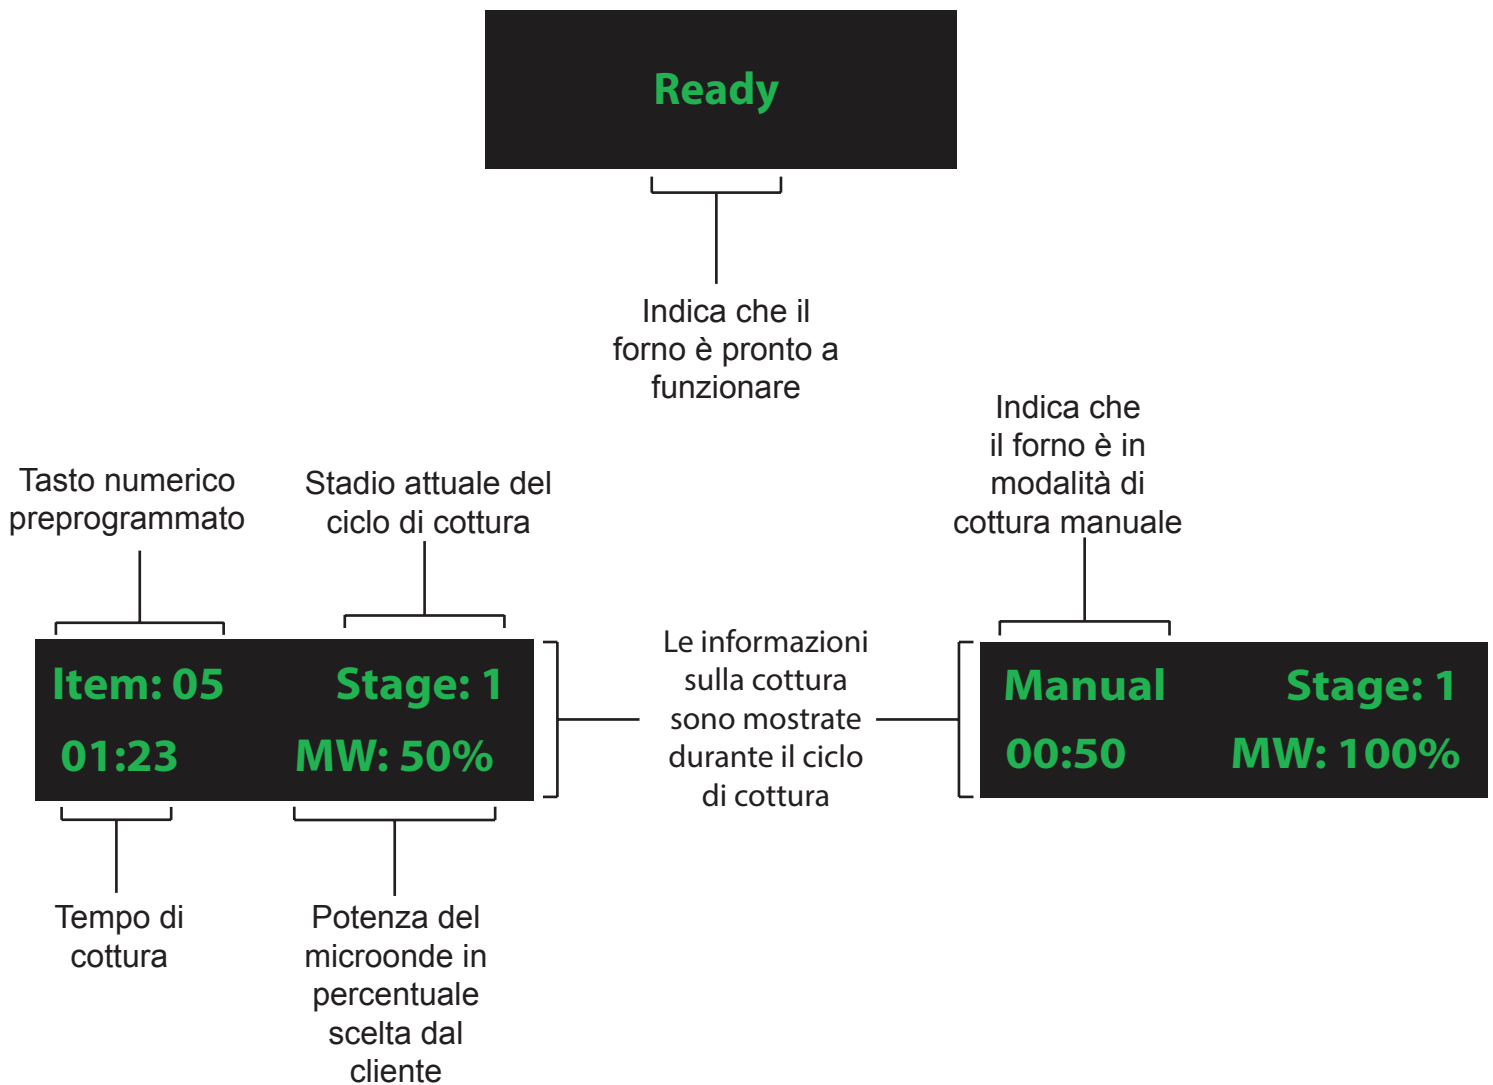 Ready
Indica che il
forno è pronto a
funzionare
Indica che
il forno è in
modalità di
cottura manuale
Tasto numerico
preprogrammato
Stadio attuale del
ciclo di cottura
Item: 05 Stage: 1
01:23 MW: 50%
Le informazioni
sulla cottura
sono mostrate
durante il ciclo
di cottura
Manual Stage: 1
00:50 MW: 100%
Tempo di
cottura
Potenza del
microonde in
percentuale
scelta dal
cliente